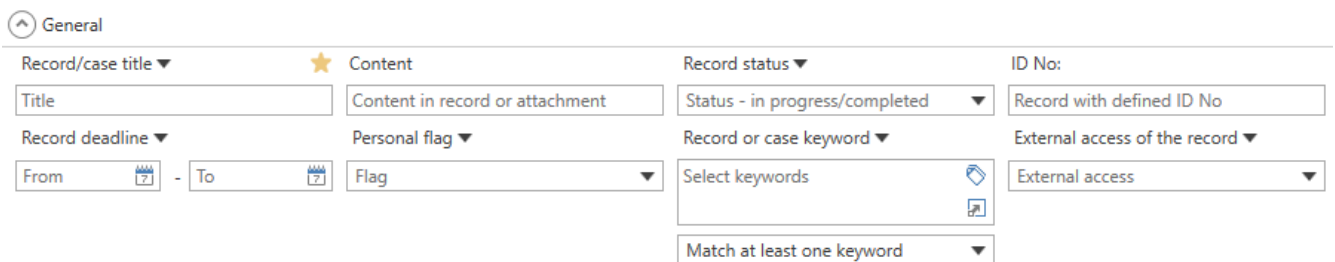 General
Record/case title Content Record status ID No:
Title Content in record or attachment Status - in progress/completed Record with defined ID No
Record deadline Personal flag Record or case keyword External access of the record
From - To Flag Select keywords External access
Match at least one keyword